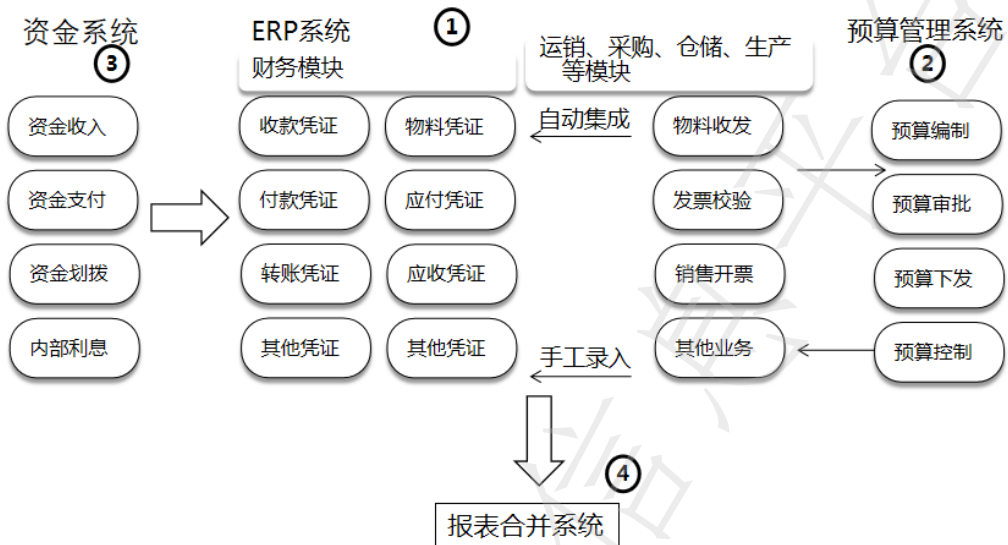 资金系统
③
ERP系统
①
财务模块
运销、采购、仓储、生产
等模块
预算管理系统
②
资金收入
收款凭证
物料凭证
自动集成
物料收发
预算编制
资金支付
付款凭证
应付凭证
发票校验
预算审批
资金划拨
转账凭证
应收凭证
销售开票
预算下发
内部利息
其他凭证
其他凭证
手工录入
其他业务
预算控制
④
报表合并系统